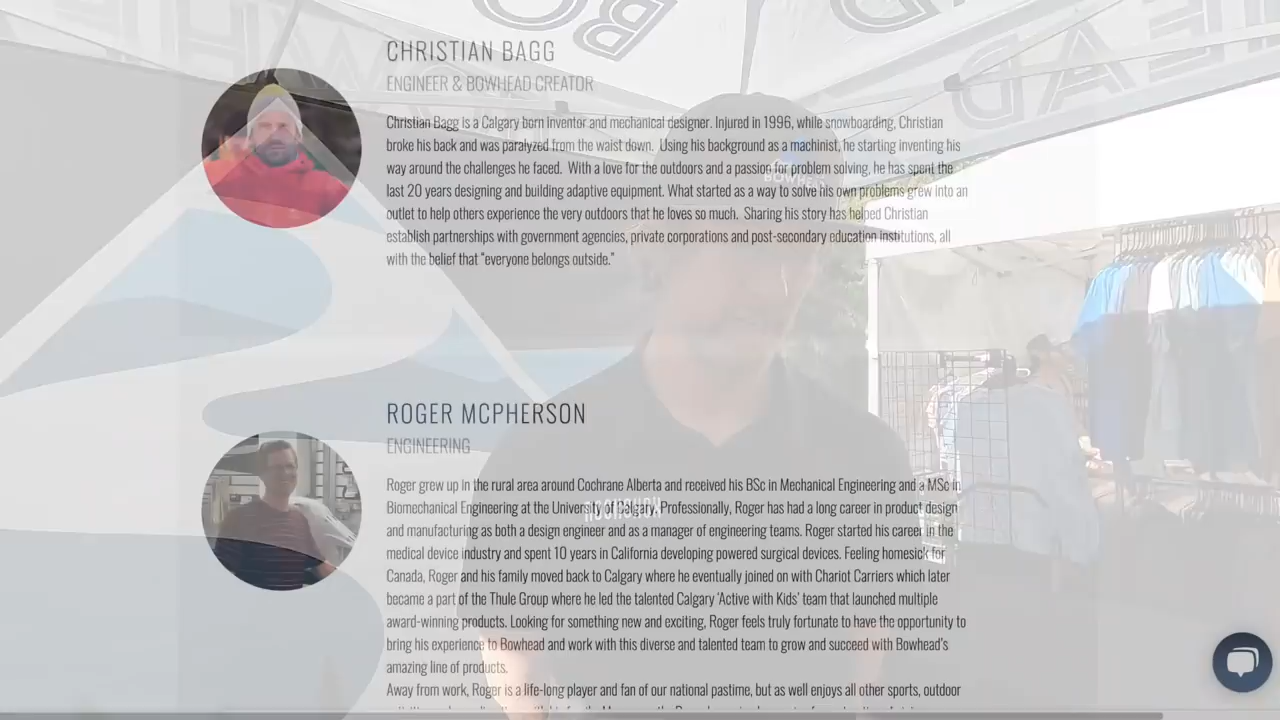 BO
CHRISTIAN BAGG
ENGINEER & BOWHEAD CREATOR
Christian Bagg is a Calgary born inventor and mechanical designer. Injured in 1996, while snowboarding, Christian
broke his back and was paralyzed from the waist down. Using his background as a machinist, he starting inventing his
way around the challenges he faced. With a love for the outdoors and a passion for problem solving, he has spent the
last 20 years designing and building adaptive equipment. What started as a way to solve his own problems grew into an
outlet to help others experience the very outdoors that he loves so much. Sharing his story has helped Christian
establish partnerships with government agencies, private corporations and post-secondary education institutions, all
with the belief that “everyone belongs outside.”
ROGER MCPHERSON
ENGINEERING
Roger grew up in the rural area around Cochrane Alberta and received his BSc in Mechanical Engineering and a MSc in
Biomechanical Engineering at the University of Calgary. Professionally, Roger has had a long career in product design
and manufacturing as both a design engineer and as a manager of engineering teams. Roger started his career in the
medical device industry and spent 10 years in California developing powered surgical devices. Feeling homesick for
Canada, Roger and his family moved back to Calgary where he eventually joined on with Chariot Carriers which later
became a part of the Thule Group where he led the talented Calgary ‘Active with Kids’ team that launched multiple
award-winning products. Looking for something new and exciting, Roger feels truly fortunate to have the opportunity to
bring his experience to Bowhead and work with this diverse and talented team to grow and succeed with Bowhead’s
amazing line of products.
Away from work, Roger is a life-long player and fan of our national pastime, but as well enjoys all other sports, outdoor